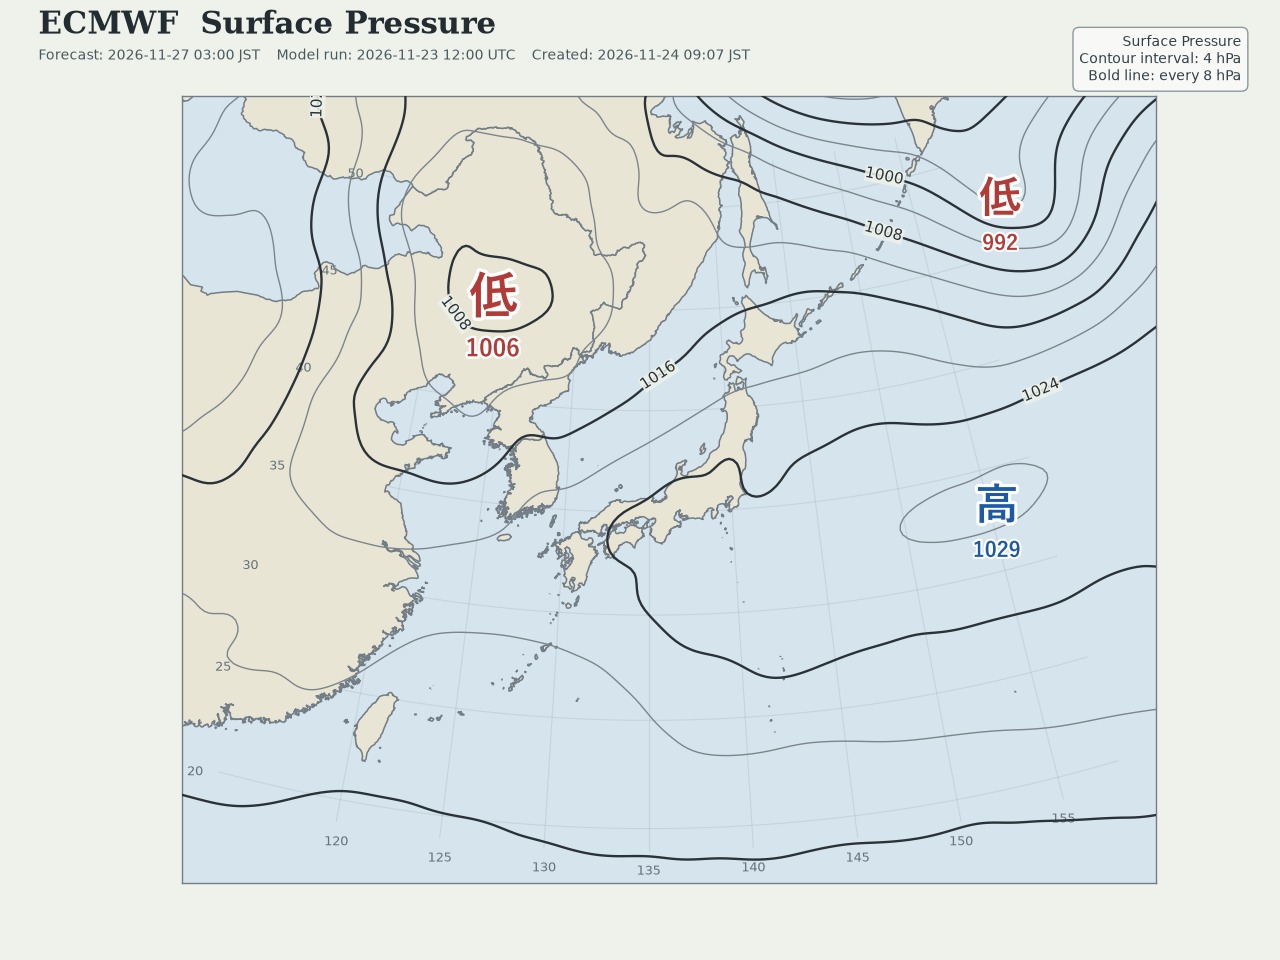 ECMWF  Surface Pressure
Forecast: 2026-11-27 03:00 JST    Model run: 2026-11-23 12:00 UTC    Created: 2026-11-24 09:07 JST
Surface Pressure
Contour interval: 4 hPa
Bold line: every 8 hPa
50
1000
低
992
1008
45
低
1008
1006
40
1016
1024
35
高
1029
30
25
20
155
120
150
125
145
130
140
135